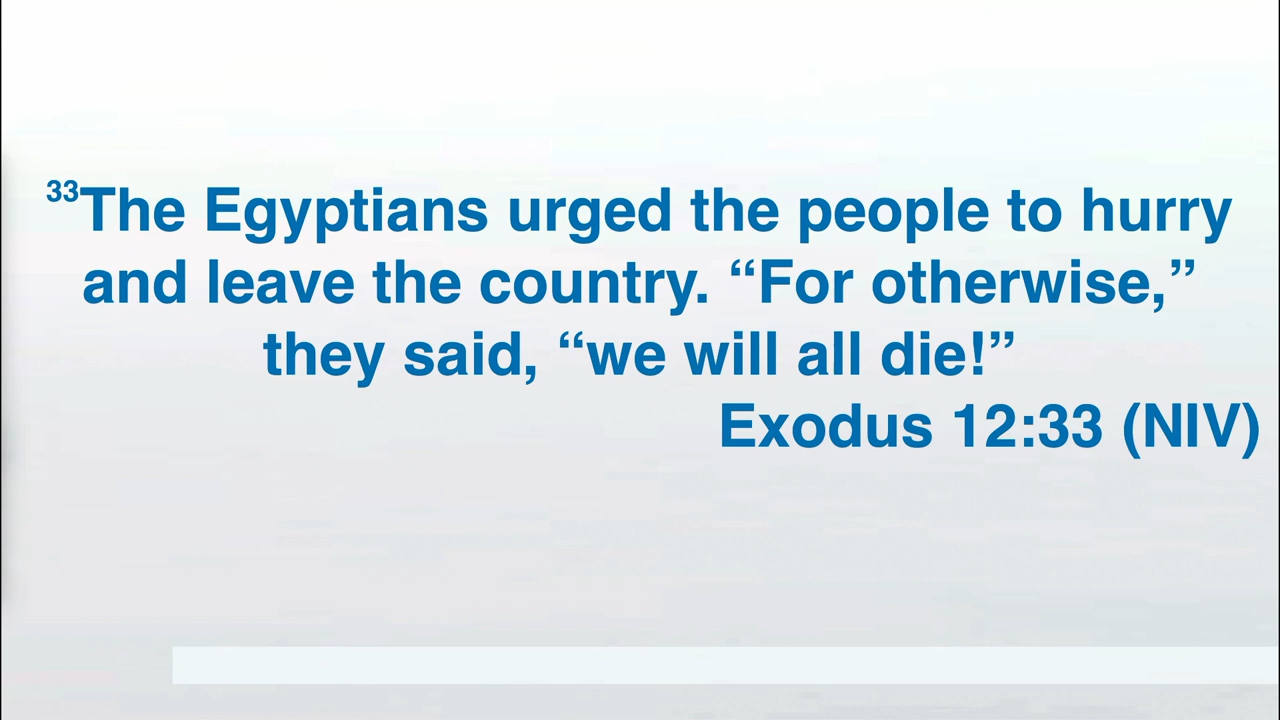 ³³The Egyptians urged the people to hurry
and leave the country. “For otherwise,”
they said, “we will all die!”
Exodus 12:33 (NIV)